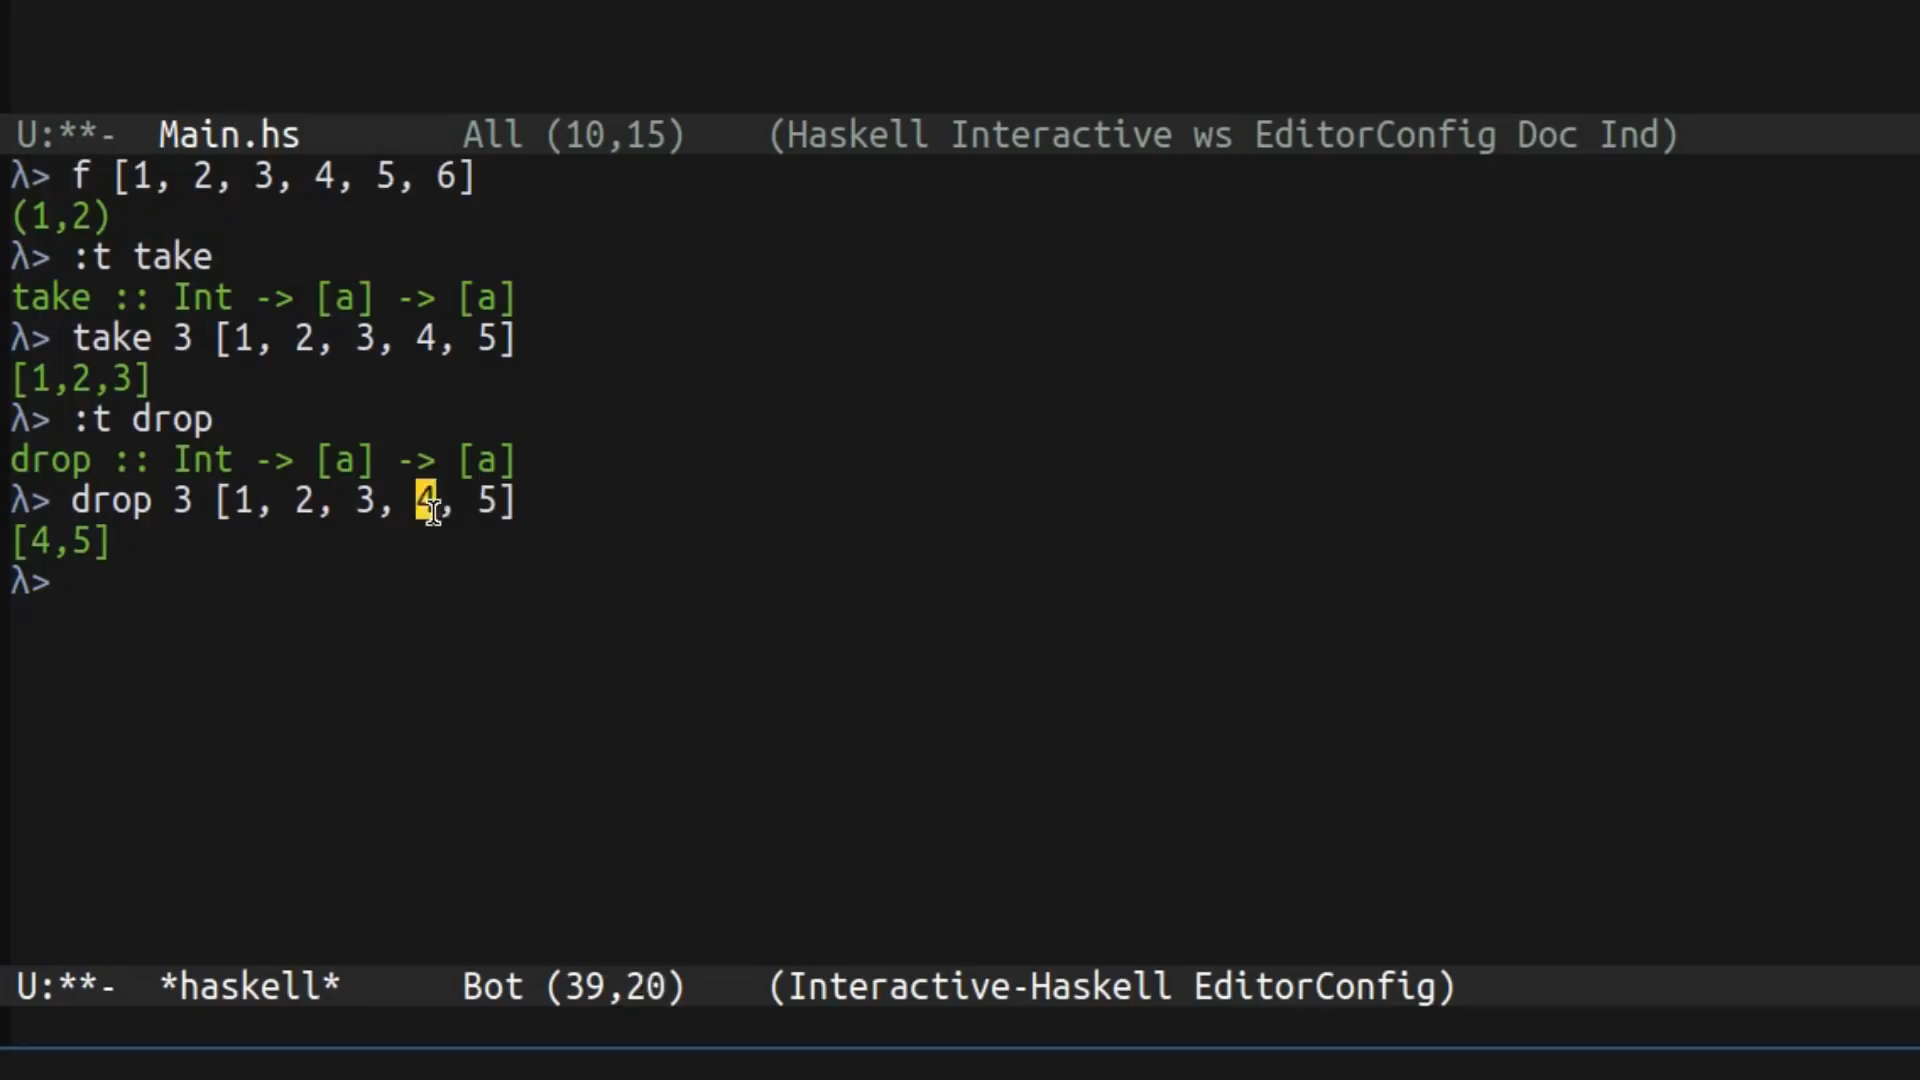 U:**-  Main.hs        All (10,15)    (Haskell Interactive ws EditorConfig Doc Ind)
λ> f [1, 2, 3, 4, 5, 6]
(1,2)
λ> :t take
take :: Int -> [a] -> [a]
λ> take 3 [1, 2, 3, 4, 5]
[1,2,3]
λ> :t drop
drop :: Int -> [a] -> [a]
λ> drop 3 [1, 2, 3, 4, 5]
[4,5]
λ>
U:**-  *haskell*      Bot (39,20)    (Interactive-Haskell EditorConfig)